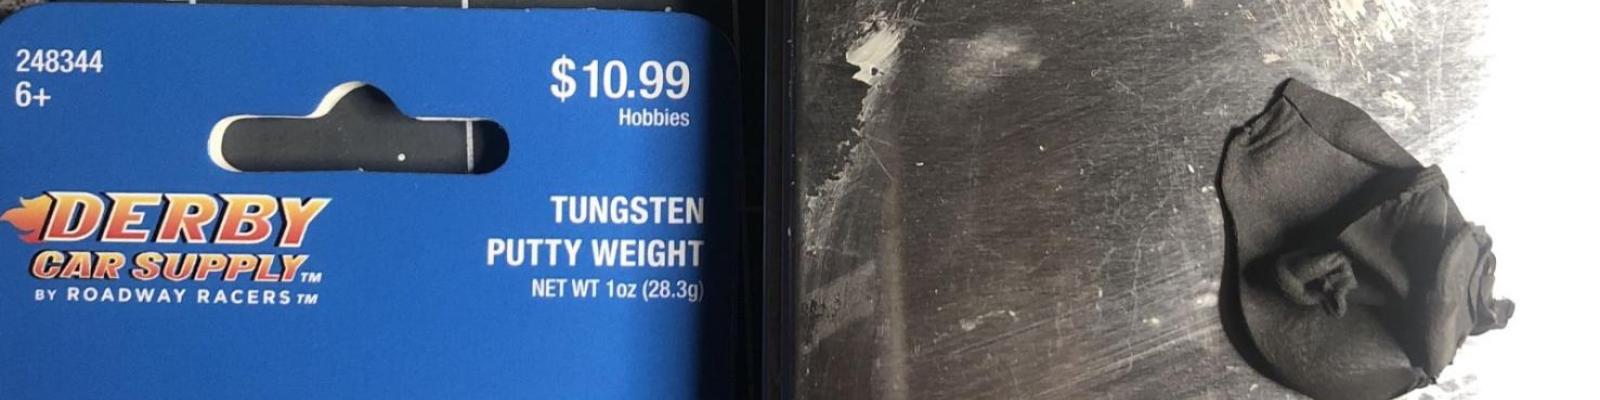 248344
6+
$10.99
Hobbies
DERBY
CAR SUPPLY™
BY ROADWAY RACERS™
TUNGSTEN
PUTTY WEIGHT
NET WT 1oz (28.3g)